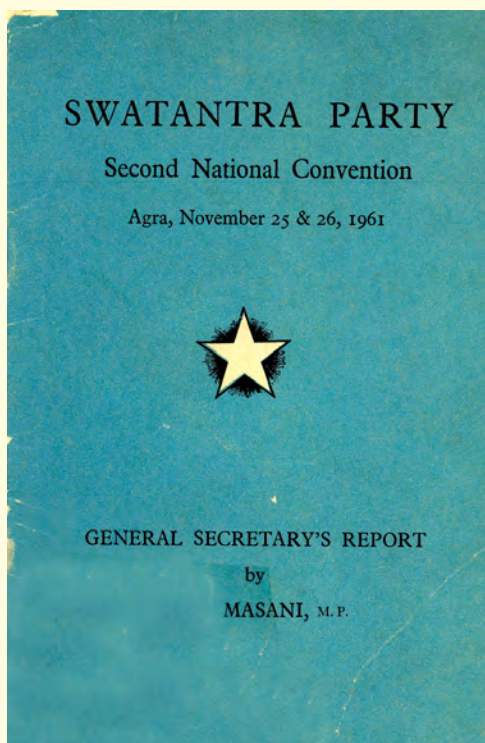 SWATANTRA PARTY
Second National Convention
Agra, November 25 & 26, 1961
GENERAL SECRETARY'S REPORT
by
MASANI, M. P.